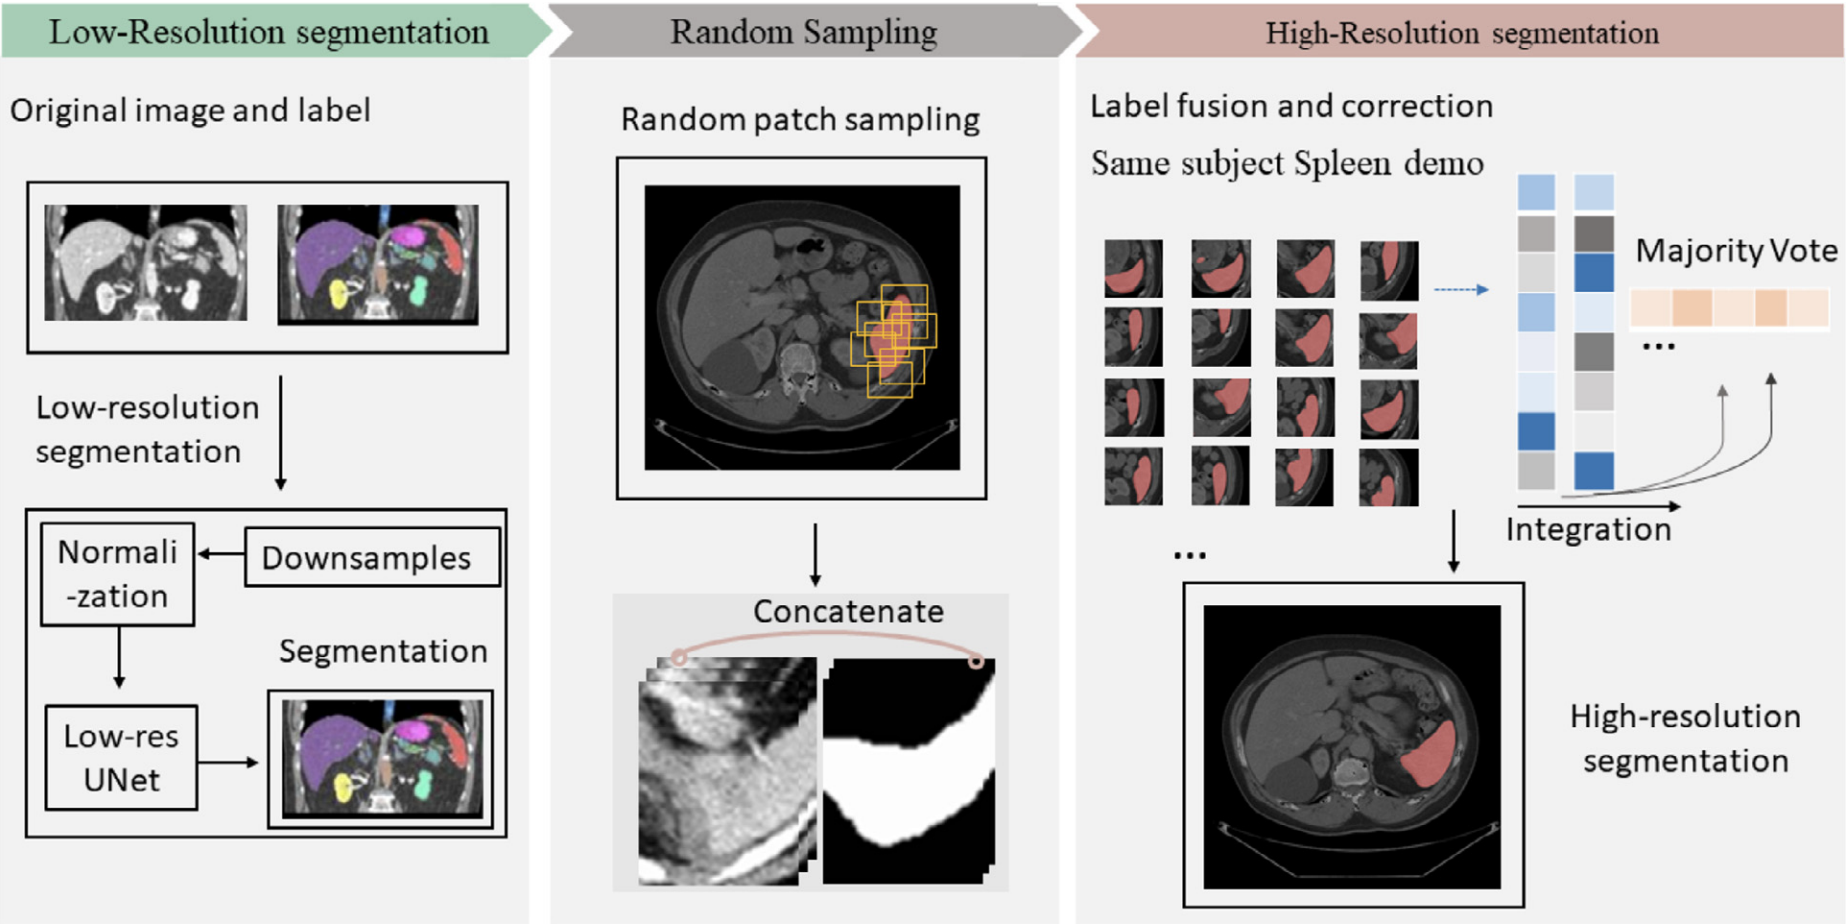 Low-Resolution segmentation
Random Sampling
High-Resolution segmentation
Original image and label
Low-resolution
segmentation
Normali
-zation
Downsamples
Segmentation
Low-res
UNet
Random patch sampling
Concatenate
Label fusion and correction
Same subject Spleen demo
Majority Vote
...
Integration
...
High-resolution
segmentation